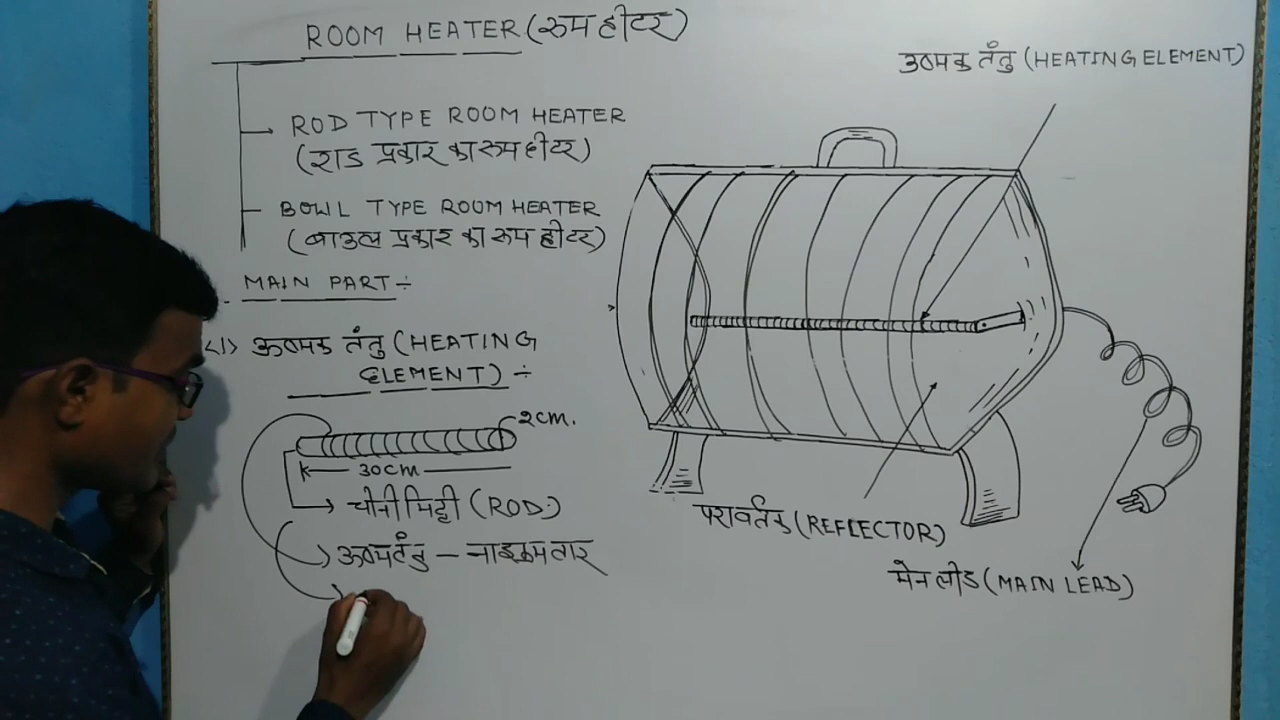 ROOM HEATER (रूम हीटर)
ROD TYPE ROOM HEATER
(राड प्रकार का रूम हीटर)
BOWL TYPE ROOM HEATER
(बाउल प्रकार का रूम हीटर)
MAIN PART ÷
<1> ऊष्मक तंतु (HEATING
ELEMENT) ÷
2cm.
30cm
चीनी मिट्टी (ROD)
ऊष्मतंतु – नाइक्रम तार
उष्मक तंतु (HEATING ELEMENT)
परावर्तक (REFLECTOR)
मेन लीड (MAIN LEAD)